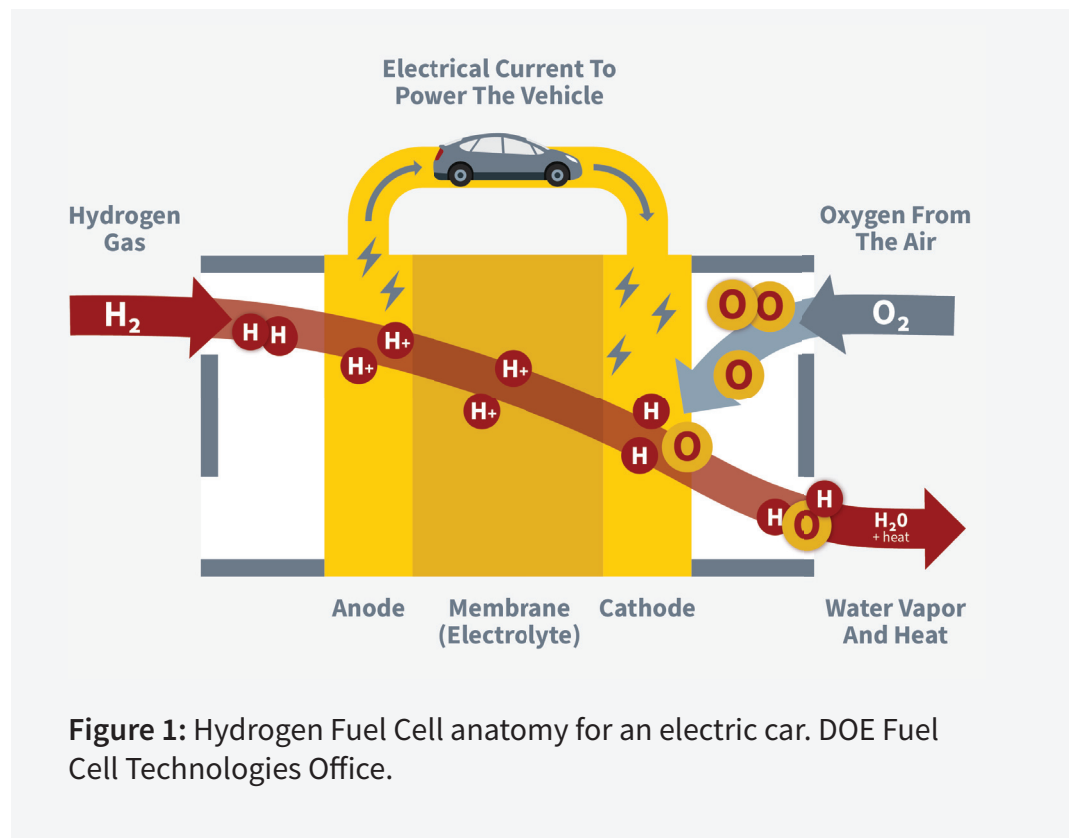 Electrical Current To
Power The Vehicle
Hydrogen
Gas
Oxygen From
The Air
H₂
O₂
H
H
H+
H+
H+
H+
H
H
O
O
O
O
H
O
H
H₂O
+ heat
Anode
Membrane
(Electrolyte)
Cathode
Water Vapor
And Heat
Figure 1: Hydrogen Fuel Cell anatomy for an electric car. DOE Fuel
Cell Technologies Office.